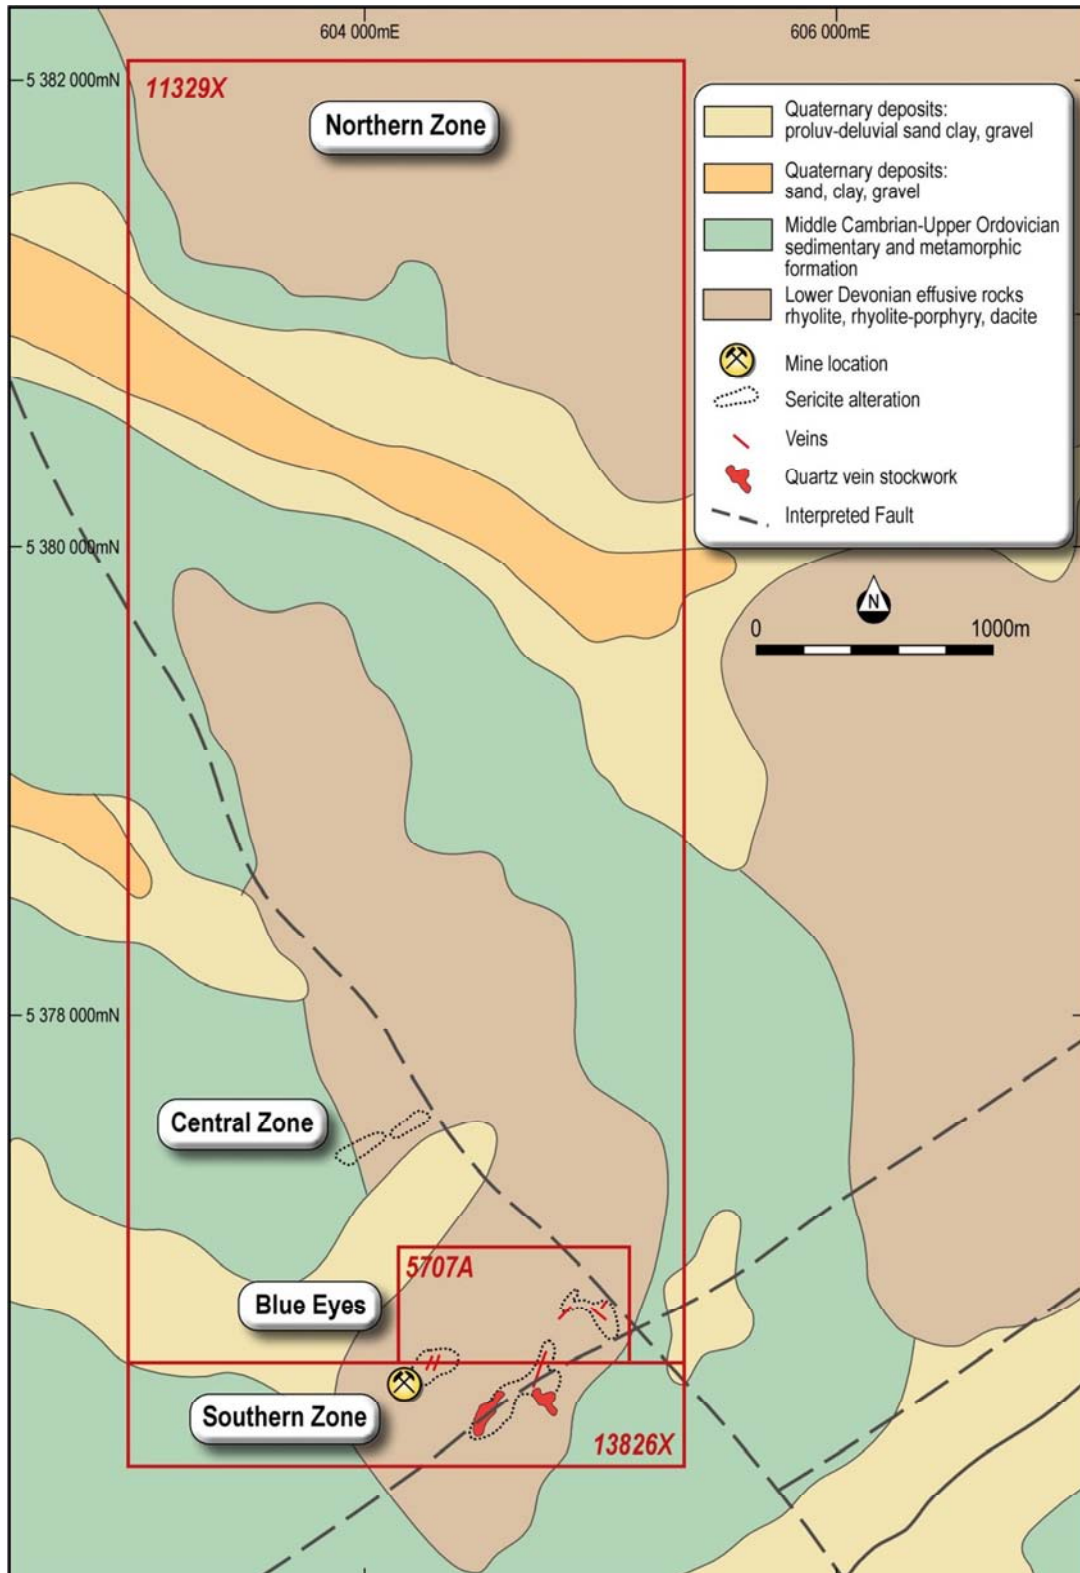 604 000mE
606 000mE
5 382 000mN
11329X
Northern Zone
Quaternary deposits:
proluv-deluvial sand clay, gravel
Quaternary deposits:
sand, clay, gravel
Middle Cambrian-Upper Ordovician
sedimentary and metamorphic
formation
Lower Devonian effusive rocks
rhyolite, rhyolite-porphyry, dacite
Mine location
Sericite alteration
Veins
Quartz vein stockwork
Interpreted Fault
5 380 000mN
N
0
1000m
5 378 000mN
Central Zone
5707A
Blue Eyes
Southern Zone
13826X